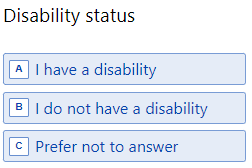 Disability status
A I have a disability
B I do not have a disability
C Prefer not to answer